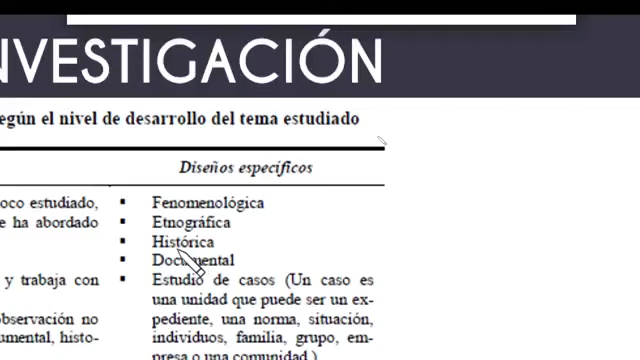 NVESTIGACIÓN
egún el nivel de desarrollo del tema estudiado
Diseños específicos
oco estudiado,
▪ Fenomenológica
e ha abordado
▪ Etnográfica
▪ Histórica
▪ Documental
y trabaja con
▪ Estudio de casos (Un caso es
una unidad que puede ser un ex-
bservación no
pediente, una norma, situación,
umental, histo-
individuos, familia, grupo, em-
presa o una comunidad.)